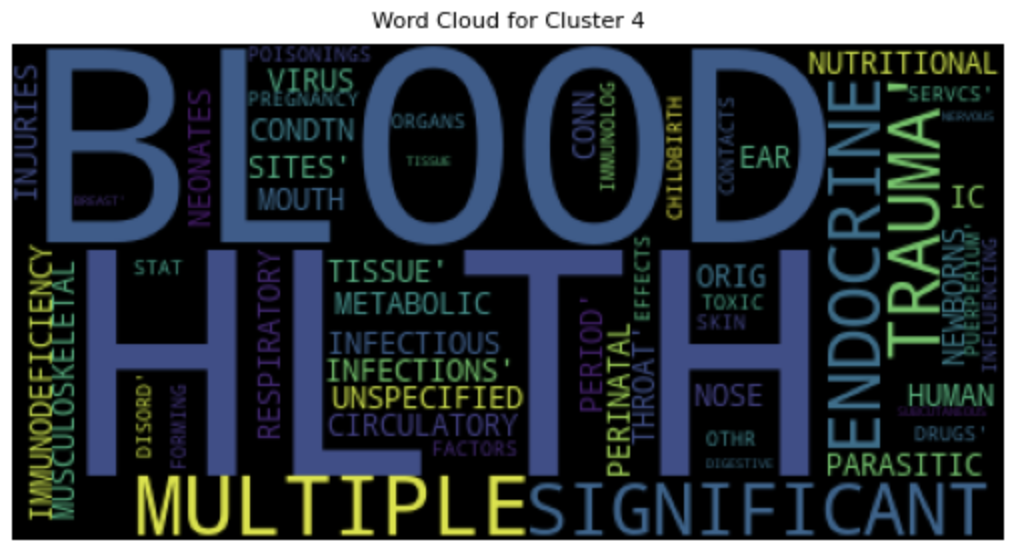 Word Cloud for Cluster 4
POISONINGS
NUTRITIONAL
INJURIES
BLOOD
VIRUS
PREGNANCY
NEONATES
CONDTN
ORGANS
CONN
IMMUNOLOG
CHILDBIRTH
CONTACTS
SERVCS'
NERVOUS
SITES'
TISSUE
EAR
ENDOCRINE
TRAUMA'
BREAST'
MOUTH
IC
IMMUNODEFICIENCY
MUSCULOSKELETAL
HLTH
STAT
RESPIRATORY
TISSUE'
METABOLIC
EFFECTS
ORIG
TOXIC
SKIN
NEWBORNS
PUERPERIUM'
INFLUENCING
INFECTIOUS
INFECTIONS'
PERIOD'
PERINATAL
THROAT'
DISORD'
FORMING
UNSPECIFIED
NOSE
HUMAN
SUBCUTANEOUS
CIRCULATORY
FACTORS
OTHR
DRUGS'
DIGESTIVE
PARASITIC
MULTIPLE
SIGNIFICANT